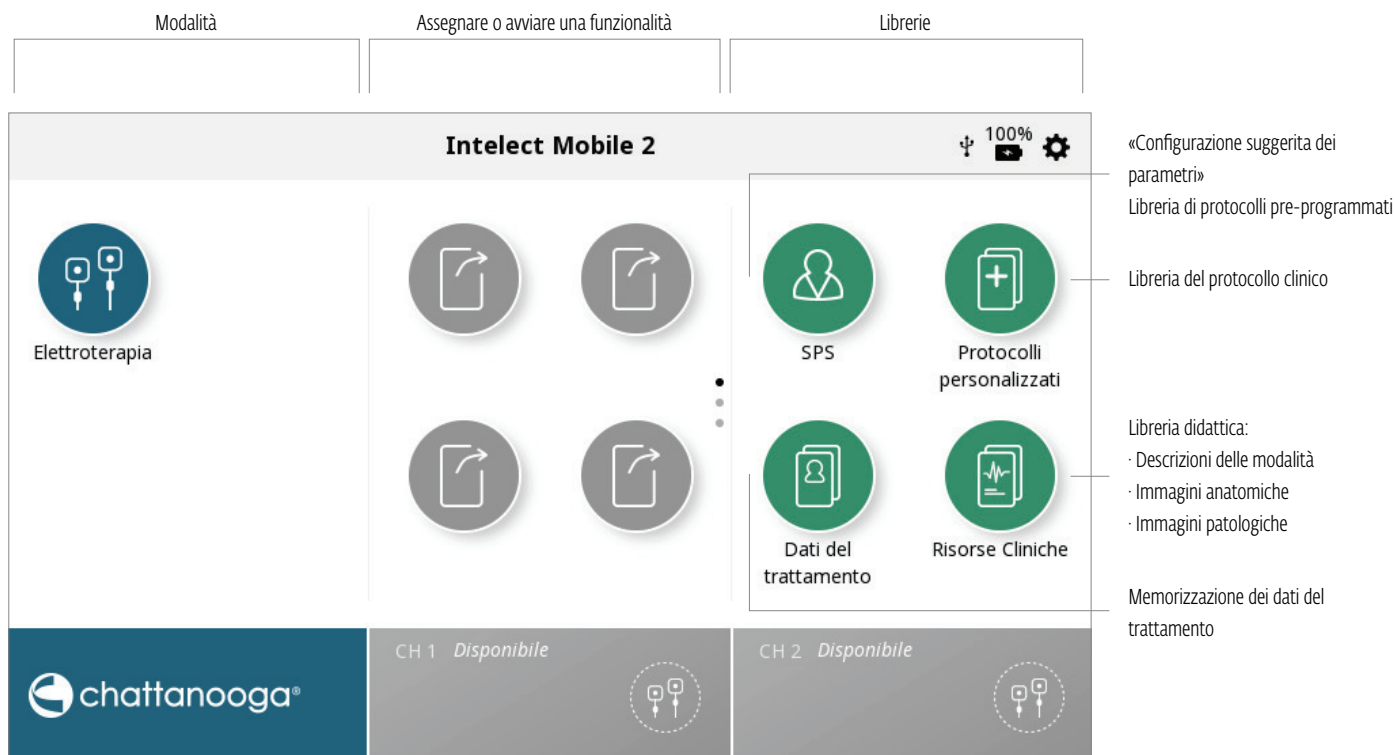 Modalità
Assegnare o avviare una funzionalità
Librerie
Intelect Mobile 2
100%
«Configurazione suggerita dei
parametri»
Libreria di protocolli pre-programmati
Elettroterapia
SPS
Protocolli
personalizzati
Libreria del protocollo clinico
Dati del
trattamento
Risorse Cliniche
Libreria didattica:
· Descrizioni delle modalità
· Immagini anatomiche
· Immagini patologiche
Memorizzazione dei dati del
trattamento
chattanooga®
CH 1 Disponibile
CH 2 Disponibile